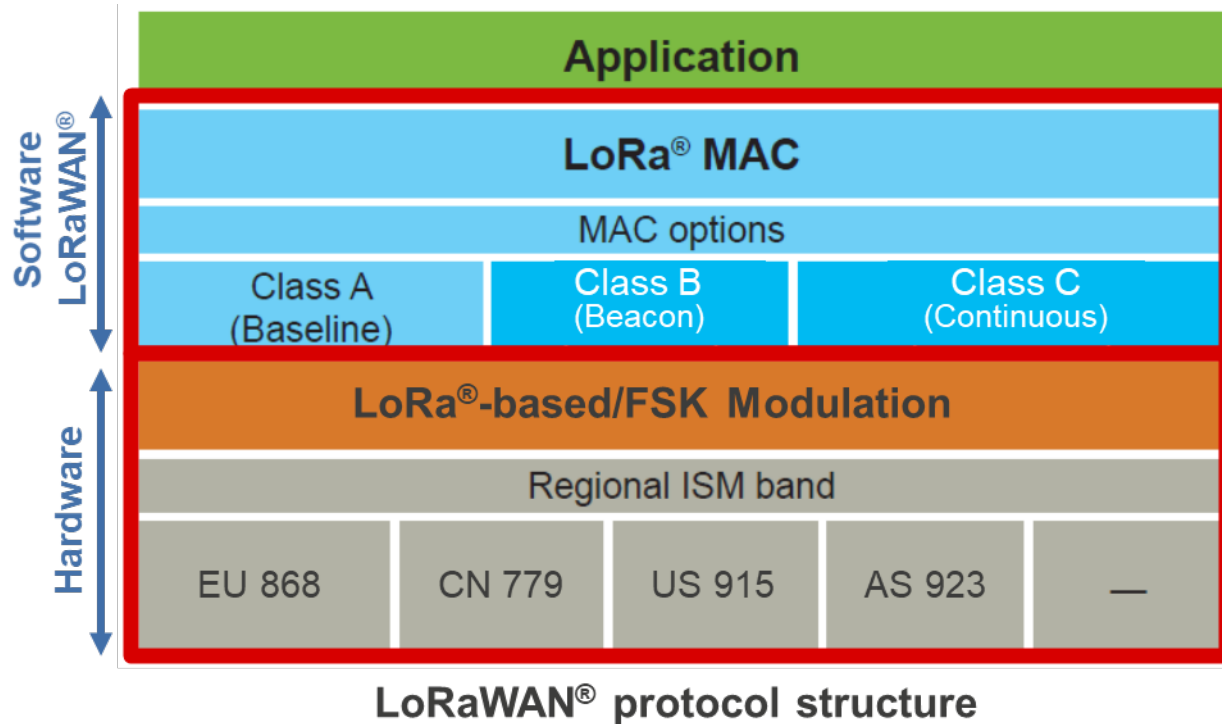 Application
Software
LoRaWAN®
LoRa® MAC
MAC options
Class A
(Baseline)
Class B
(Beacon)
Class C
(Continuous)
Hardware
LoRa®-based/FSK Modulation
Regional ISM band
EU 868
CN 779
US 915
AS 923
—
LoRaWAN® protocol structure